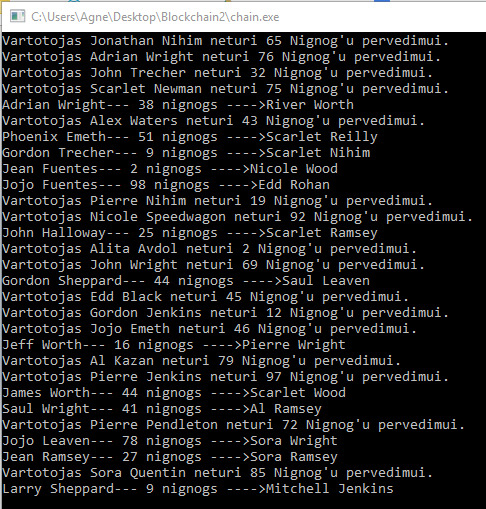 C:\Users\Agne\Desktop\Blockchain2\chain.exe
Vartotojas Jonathan Nihim neturi 65 Nignog'u pervedimui.
Vartotojas Adrian Wright neturi 76 Nignog'u pervedimui.
Vartotojas John Trecher neturi 32 Nignog'u pervedimui.
Vartotojas Scarlet Newman neturi 75 Nignog'u pervedimui.
Adrian Wright--- 38 nignogs ---->River Worth
Vartotojas Alex Waters neturi 43 Nignog'u pervedimui.
Phoenix Emeth--- 51 nignogs ---->Scarlet Reilly
Gordon Trecher--- 9 nignogs ---->Scarlet Nihim
Jean Fuentes--- 2 nignogs ---->Nicole Wood
Jojo Fuentes--- 98 nignogs ---->Edd Rohan
Vartotojas Pierre Nihim neturi 19 Nignog'u pervedimui.
Vartotojas Nicole Speedwagon neturi 92 Nignog'u pervedimui.
John Halloway--- 25 nignogs ---->Scarlet Ramsey
Vartotojas Alita Avdol neturi 2 Nignog'u pervedimui.
Vartotojas John Wright neturi 69 Nignog'u pervedimui.
Gordon Sheppard--- 44 nignogs ---->Saul Leaven
Vartotojas Edd Black neturi 45 Nignog'u pervedimui.
Vartotojas Gordon Jenkins neturi 12 Nignog'u pervedimui.
Vartotojas Jojo Emeth neturi 46 Nignog'u pervedimui.
Jeff Worth--- 16 nignogs ---->Pierre Wright
Vartotojas Al Kazan neturi 79 Nignog'u pervedimui.
Vartotojas Pierre Jenkins neturi 97 Nignog'u pervedimui.
James Worth--- 44 nignogs ---->Scarlet Wood
Saul Wright--- 41 nignogs ---->Al Ramsey
Vartotojas Pierre Pendleton neturi 72 Nignog'u pervedimui.
Jojo Leaven--- 78 nignogs ---->Sora Wright
Jean Ramsey--- 27 nignogs ---->Sora Ramsey
Vartotojas Sora Quentin neturi 85 Nignog'u pervedimui.
Larry Sheppard--- 9 nignogs ---->Mitchell Jenkins